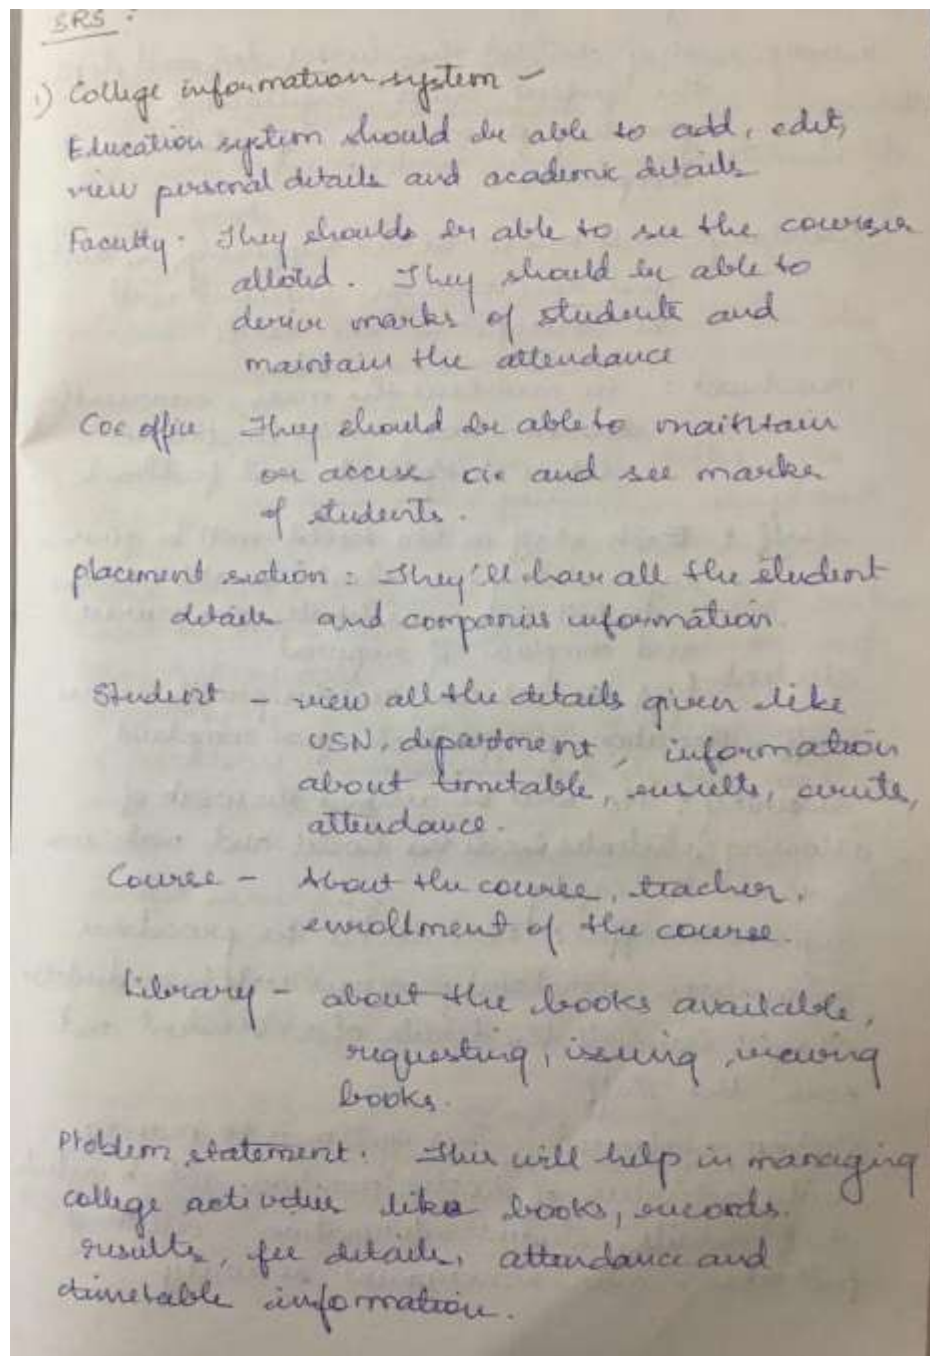 SRS :
1) College information system -
Education system should be able to add, edit,
view personal details and academic details
Faculty - They should be able to see the courses
alloted. They should be able to
derive marks of students and
maintain the attendance
Coe office They should be able to maintain
or access cie and see marks
of students.
placement section : They'll have all the student
details and companies information.
Student - view all the details given like
USN, department, information
about timetable, results, events,
attendance.
Course - About the course, teacher,
enrollment of the course.
Library - about the books available,
requesting, issuing, viewing
books.
Problem statement. This will help in managing
college activities like books, records.
results, fee details, attendance and
timetable information.